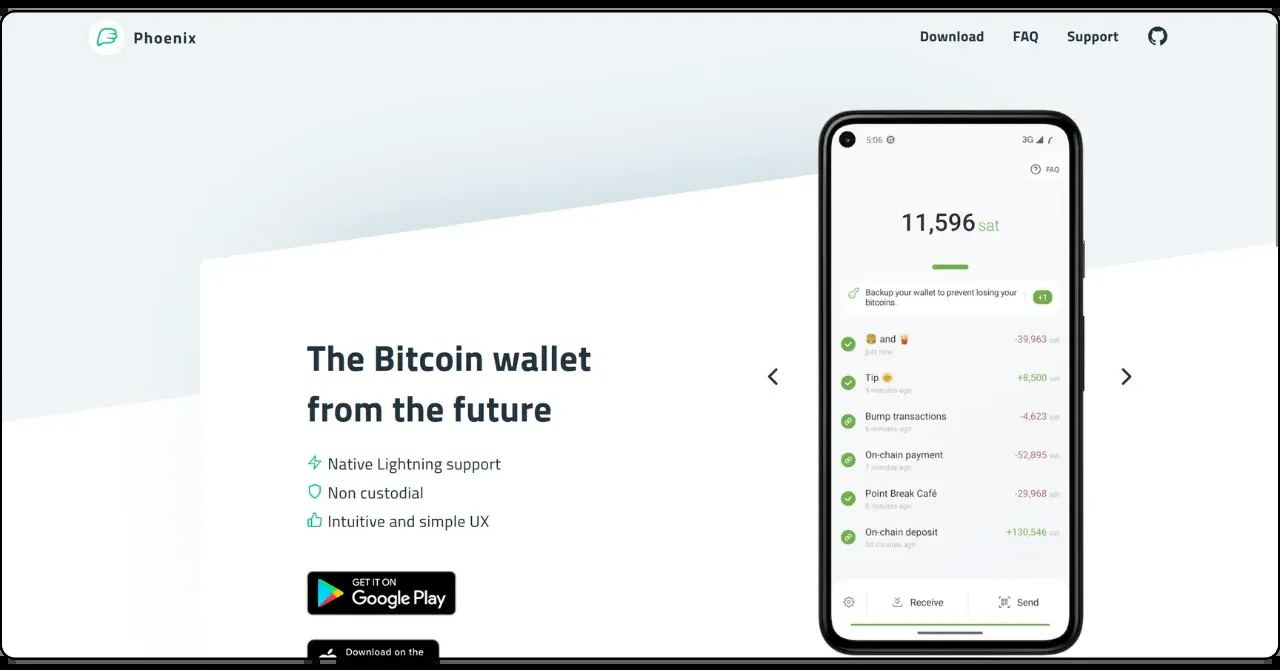 Phoenix
Download FAQ Support
The Bitcoin wallet
from the future
Native Lightning support
Non custodial
Intuitive and simple UX
GET IT ON
Google Play
Download on the
5:06 3G
FAQ
11,596 sat
Backup your wallet to prevent losing your
bitcoins.
+1
🍔 and 🍟 -39,963 sat
just now
Tip 🌞 +8,500 sat
5 minutes ago
Bump transactions -4,623 sat
6 minutes ago
On-chain payment -52,895 sat
7 minutes ago
Point Break Café -29,968 sat
8 minutes ago
On-chain deposit +130,546 sat
minutes ago
Receive Send